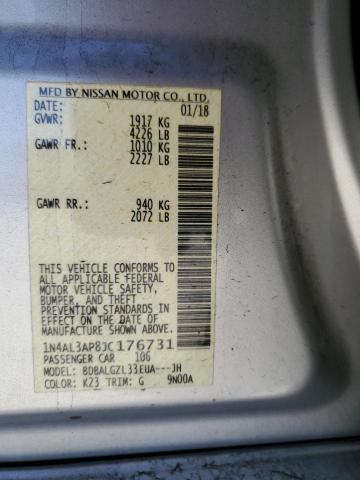 MFD BY NISSAN MOTOR CO., LTD.
DATE: 01/18
GVWR: 1917 KG
4226 LB
GAWR FR.: 1010 KG
2227 LB
GAWR RR.: 940 KG
2072 LB
THIS VEHICLE CONFORMS TO
ALL APPLICABLE FEDERAL
MOTOR VEHICLE SAFETY,
BUMPER, AND THEFT
PREVENTION STANDARDS IN
EFFECT ON THE DATE OF
MANUFACTURE SHOWN ABOVE.
1N4AL3AP8JC176731
PASSENGER CAR 106
MODEL: BDBALGZL33EUA---JH
COLOR: K23 TRIM: G 9N00A